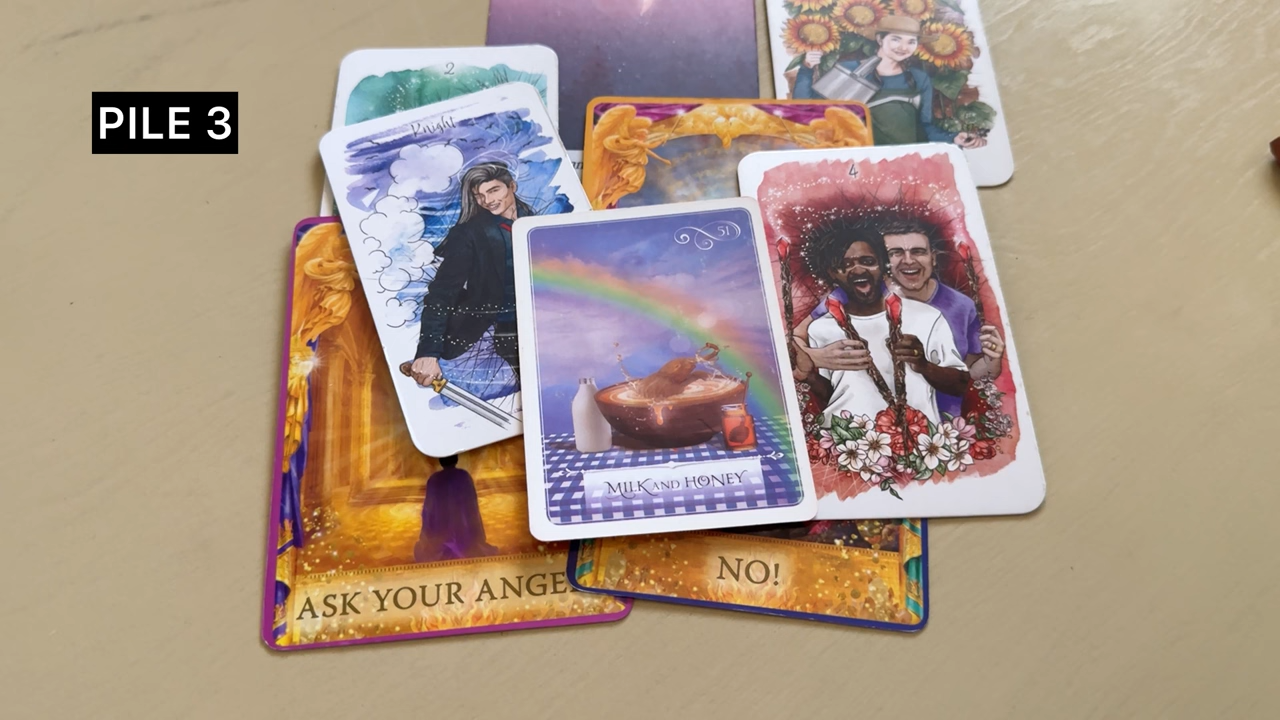 PILE 3
2
Knight
4
51
MILK AND HONEY
ASK YOUR ANGE
NO!